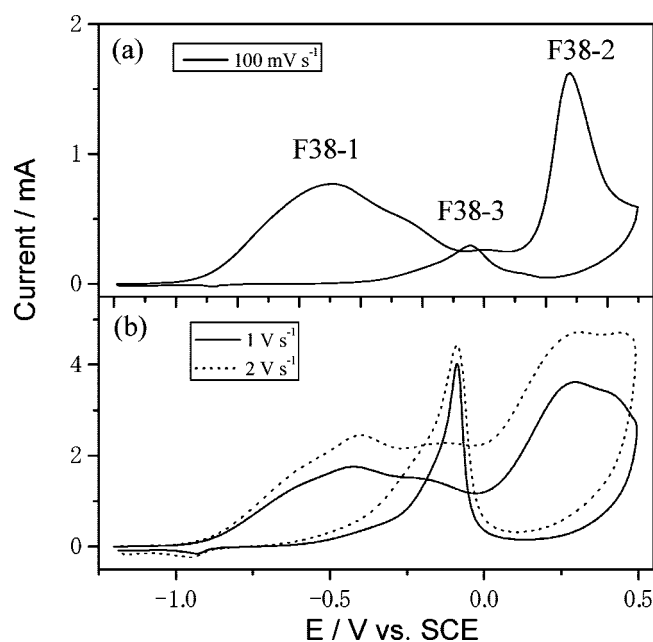 2
(a)
100 mV s⁻¹
F38-2
F38-1
1
F38-3
0
Current / mA
(b)
1 V s⁻¹
2 V s⁻¹
4
2
0
-1.0
-0.5
0.0
0.5
E / V vs. SCE